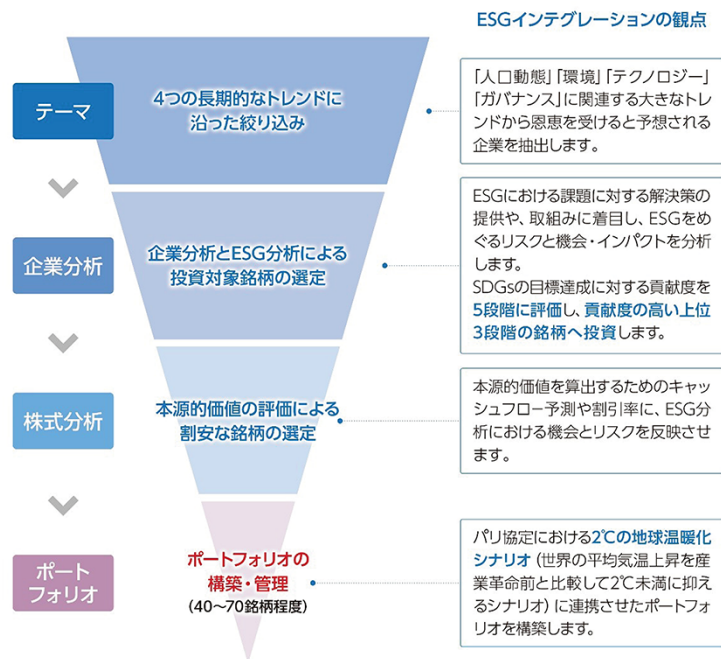 ESGインテグレーションの観点
テーマ
4つの長期的なトレンドに
沿った絞り込み
「人口動態」「環境」「テクノロジー」
「ガバナンス」に関連する大きなトレ
ンドから恩恵を受けると予想される
企業を抽出します。
企業分析
企業分析とESG分析による
投資対象銘柄の選定
ESGにおける課題に対する解決策の
提供や、取組みに着目し、ESGをめ
ぐるリスクと機会・インパクトを分析
します。
SDGsの目標達成に対する貢献度を
5段階に評価し、貢献度の高い上位
3段階の銘柄へ投資します。
株式分析
本源的価値の評価による
割安な銘柄の選定
本源的価値を算出するためのキャッ
シュフロー予測や割引率に、ESG分
析における機会とリスクを反映させ
ます。
ポート
フォリオ
ポートフォリオの
構築・管理
(40〜70銘柄程度)
パリ協定における2℃の地球温暖化
シナリオ(世界の平均気温上昇を産
業革命前と比較して2℃未満に抑え
るシナリオ)に連携させたポートフォ
リオを構築します。